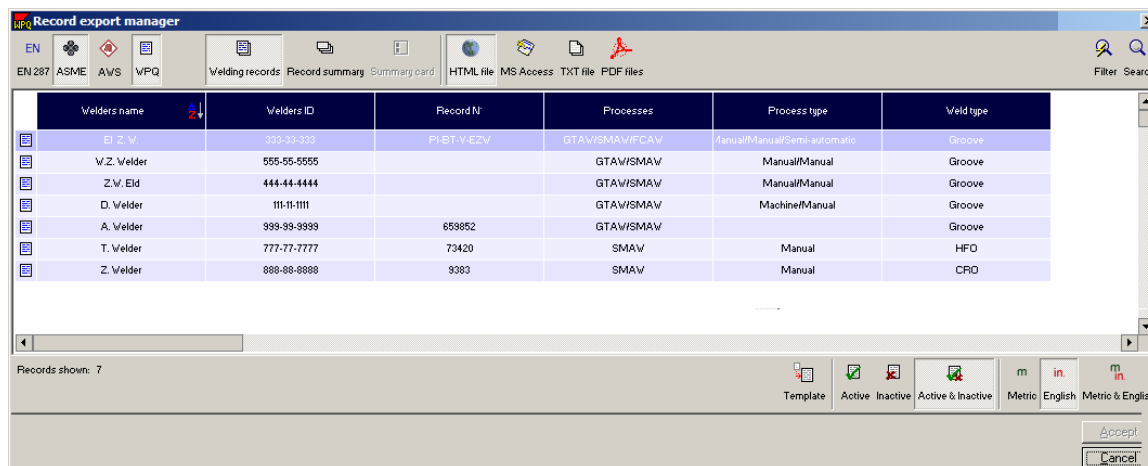 WPQ Record export manager
EN
EN 287 ASME AWS WPQ Welding records Record summary Summary card HTML file MS Access TXT file PDF files Filter Searc
Welders name Welders ID Record N° Processes Process type Weld type
El. Z. W. 333-33-333 PI-BT-V-EZW GTAW/SMAW/FCAW Manual/Manual/Semi-automatic Groove
W.Z. Welder 555-55-5555 GTAW/SMAW Manual/Manual Groove
Z.W. Eld 444-44-4444 GTAW/SMAW Manual/Manual Groove
D. Welder 111-11-1111 GTAW/SMAW Machine/Manual Groove
A. Welder 999-99-9999 659852 GTAW/SMAW Groove
T. Welder 777-77-7777 73420 SMAW Manual HFO
Z. Welder 888-88-8888 9383 SMAW Manual CRO
Records shown: 7
m in. m in.
Template Active Inactive Active & Inactive Metric English Metric & Englis
Accept
Cancel